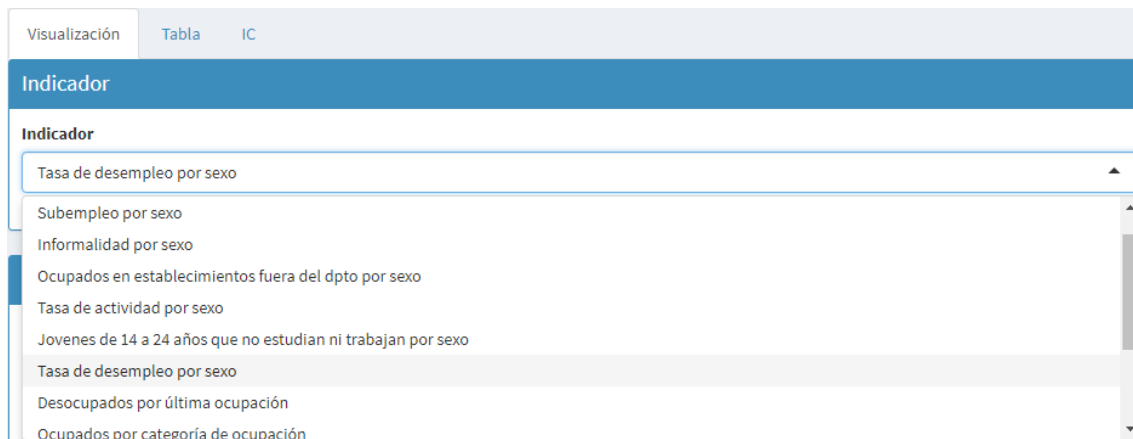 Visualización Tabla IC
Indicador
Indicador
Tasa de desempleo por sexo
Subempleo por sexo
Informalidad por sexo
Ocupados en establecimientos fuera del dpto por sexo
Tasa de actividad por sexo
Jovenes de 14 a 24 años que no estudian ni trabajan por sexo
Tasa de desempleo por sexo
Desocupados por última ocupación
Ocupados por categoría de ocupación